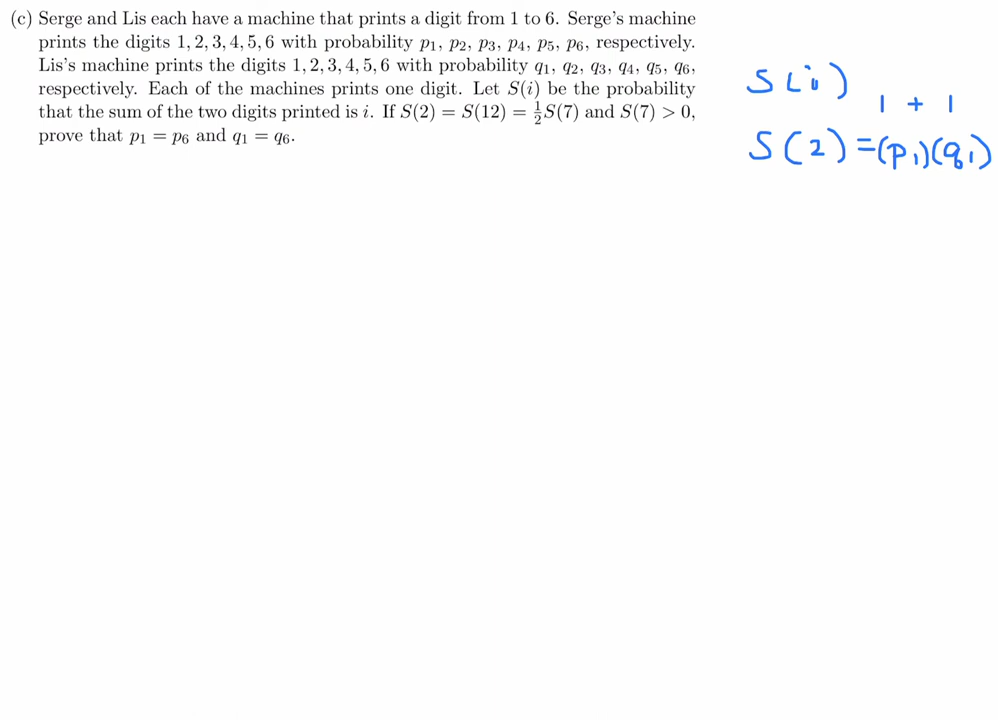 (c) Serge and Lis each have a machine that prints a digit from 1 to 6. Serge's machine
prints the digits 1, 2, 3, 4, 5, 6 with probability p₁, p₂, p₃, p₄, p₅, p₆, respectively.
Lis's machine prints the digits 1, 2, 3, 4, 5, 6 with probability q₁, q₂, q₃, q₄, q₅, q₆,
respectively. Each of the machines prints one digit. Let S(i) be the probability
that the sum of the two digits printed is i. If S(2) = S(12) = ½S(7) and S(7) > 0,
prove that p₁ = p₆ and q₁ = q₆.
S(i)
1 + 1
S(2) = (p₁)(q₁)